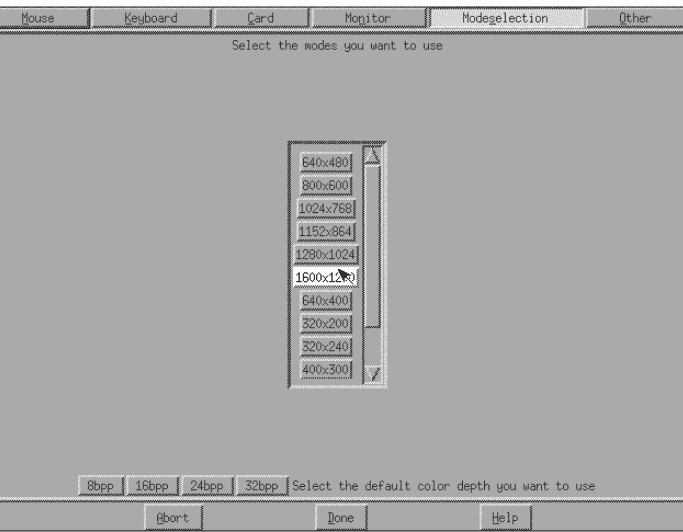 Mouse Keyboard Card Monitor Modeselection Other
Select the modes you want to use
640x480
800x600
1024x768
1152x864
1280x1024
640x400
320x200
320x240
400x300
8bpp 16bpp 24bpp 32bpp Select the default color depth you want to use
Abort Done Help